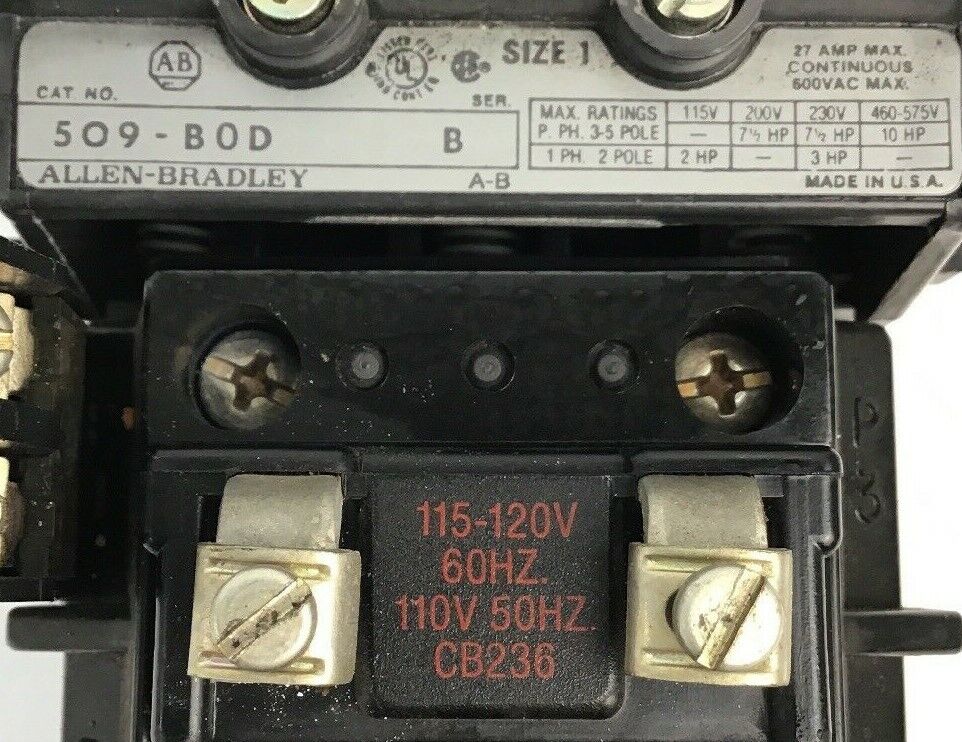 AB
UL
SIZE 1
27 AMP MAX.
CONTINUOUS
600VAC MAX.
CAT NO.
SER.
509-BOD
B
MAX. RATINGS 115V 200V 230V 460-575V
P. PH. 3-5 POLE — 7½ HP 7½ HP 10 HP
1 PH. 2 POLE 2 HP — 3 HP —
ALLEN-BRADLEY
A-B
MADE IN U.S.A.
115-120V
60HZ.
110V 50HZ.
CB236